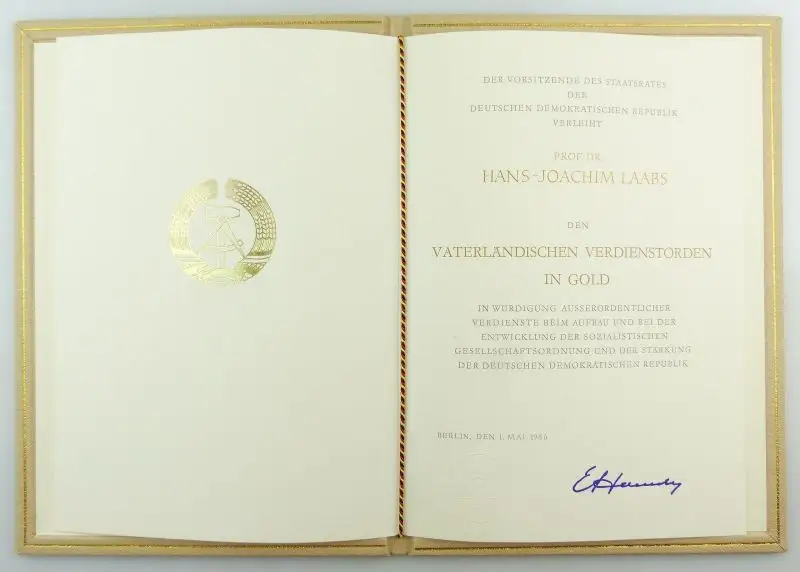 DER VORSITZENDE DES STAATSRATES
DER
DEUTSCHEN DEMOKRATISCHEN REPUBLIK
VERLEIHT
PROF. DR.
HANS-JOACHIM LAABS
DEN
VATERLÄNDISCHEN VERDIENSTORDEN
IN GOLD
IN WÜRDIGUNG AUSSERORDENTLICHER
VERDIENSTE BEIM AUFBAU UND BEI DER
ENTWICKLUNG DER SOZIALISTISCHEN
GESELLSCHAFTSORDNUNG UND DER STÄRKUNG
DER DEUTSCHEN DEMOKRATISCHEN REPUBLIK
BERLIN, DEN 1. MAI 1986